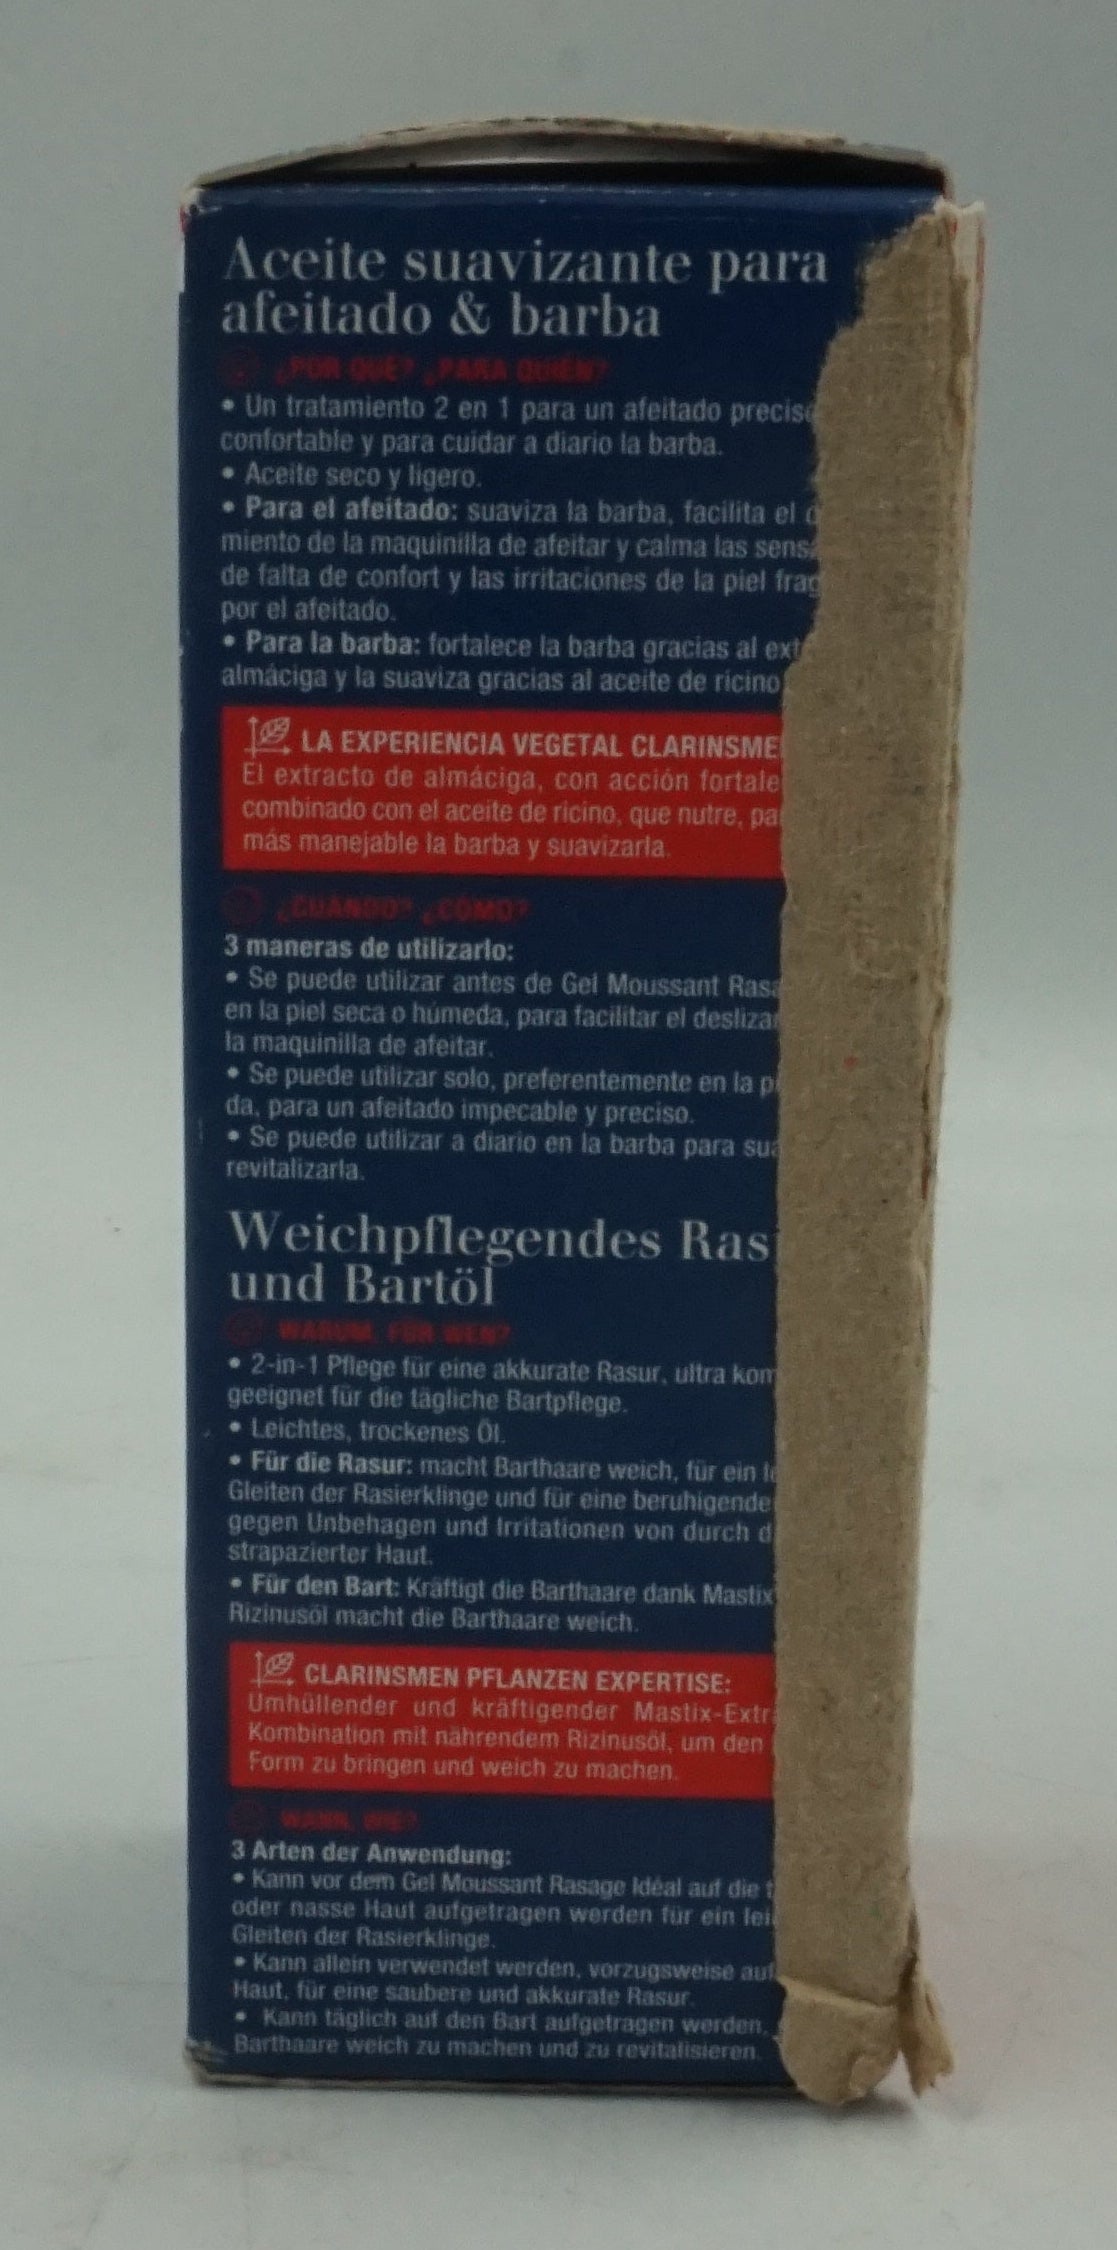 Aceite suavizante para
afeitado & barba
¿POR QUÉ? ¿PARA QUIÉN?
• Un tratamiento 2 en 1 para un afeitado
confortable y para cuidar a diario la barba.
• Aceite seco y ligero.
• Para el afeitado: suaviza la barba, facilita el
miento de la maquinilla de afeitar y calma las
de falta de confort y las irritaciones de la piel
por el afeitado.
• Para la barba: fortalece la barba gracias al
almáciga y la suaviza gracias al aceite de ricino
LA EXPERIENCIA VEGETAL CLARINSME
El extracto de almáciga, con acción fortale
combinado con el aceite de ricino, que nutre, pa
más manejable la barba y suavizarla.
¿CUÁNDO? ¿CÓMO?
3 maneras de utilizarlo:
• Se puede utilizar antes de Gel Moussant Rasa
en la piel seca o húmeda, para facilitar el desliza
la maquinilla de afeitar.
• Se puede utilizar solo, preferentemente en la p
da, para un afeitado impecable y preciso.
• Se puede utilizar a diario en la barba para sua
revitalizarla.
Weichpflegendes Ras
und Bartöl
WARUM, FÜR WEN?
• 2-in-1 Pflege für eine akkurate Rasur, ultra kom
geeignet für die tägliche Bartpflege.
• Leichtes, trockenes Öl.
• Für die Rasur: macht Barthaare weich, für ein
Gleiten der Rasierklinge und für eine beruhigende
gegen Unbehagen und Irritationen von durch d
strapazierter Haut.
• Für den Bart: Kräftigt die Barthaare dank Mastix
Rizinusöl macht die Barthaare weich.
CLARINSMEN PFLANZEN EXPERTISE:
Umhüllender und kräftigender Mastix-Extr
Kombination mit nährendem Rizinusöl, um den
Form zu bringen und weich zu machen.
WANN, WIE?
3 Arten der Anwendung:
• Kann vor dem Gel Moussant Rasage Idéal auf die
oder nasse Haut aufgetragen werden für ein lei
Gleiten der Rasierklinge.
• Kann allein verwendet werden, vorzugsweise auf
Haut, für eine saubere und akkurate Rasur.
• Kann täglich auf den Bart aufgetragen werden,
Barthaare weich zu machen und zu revitalisieren.